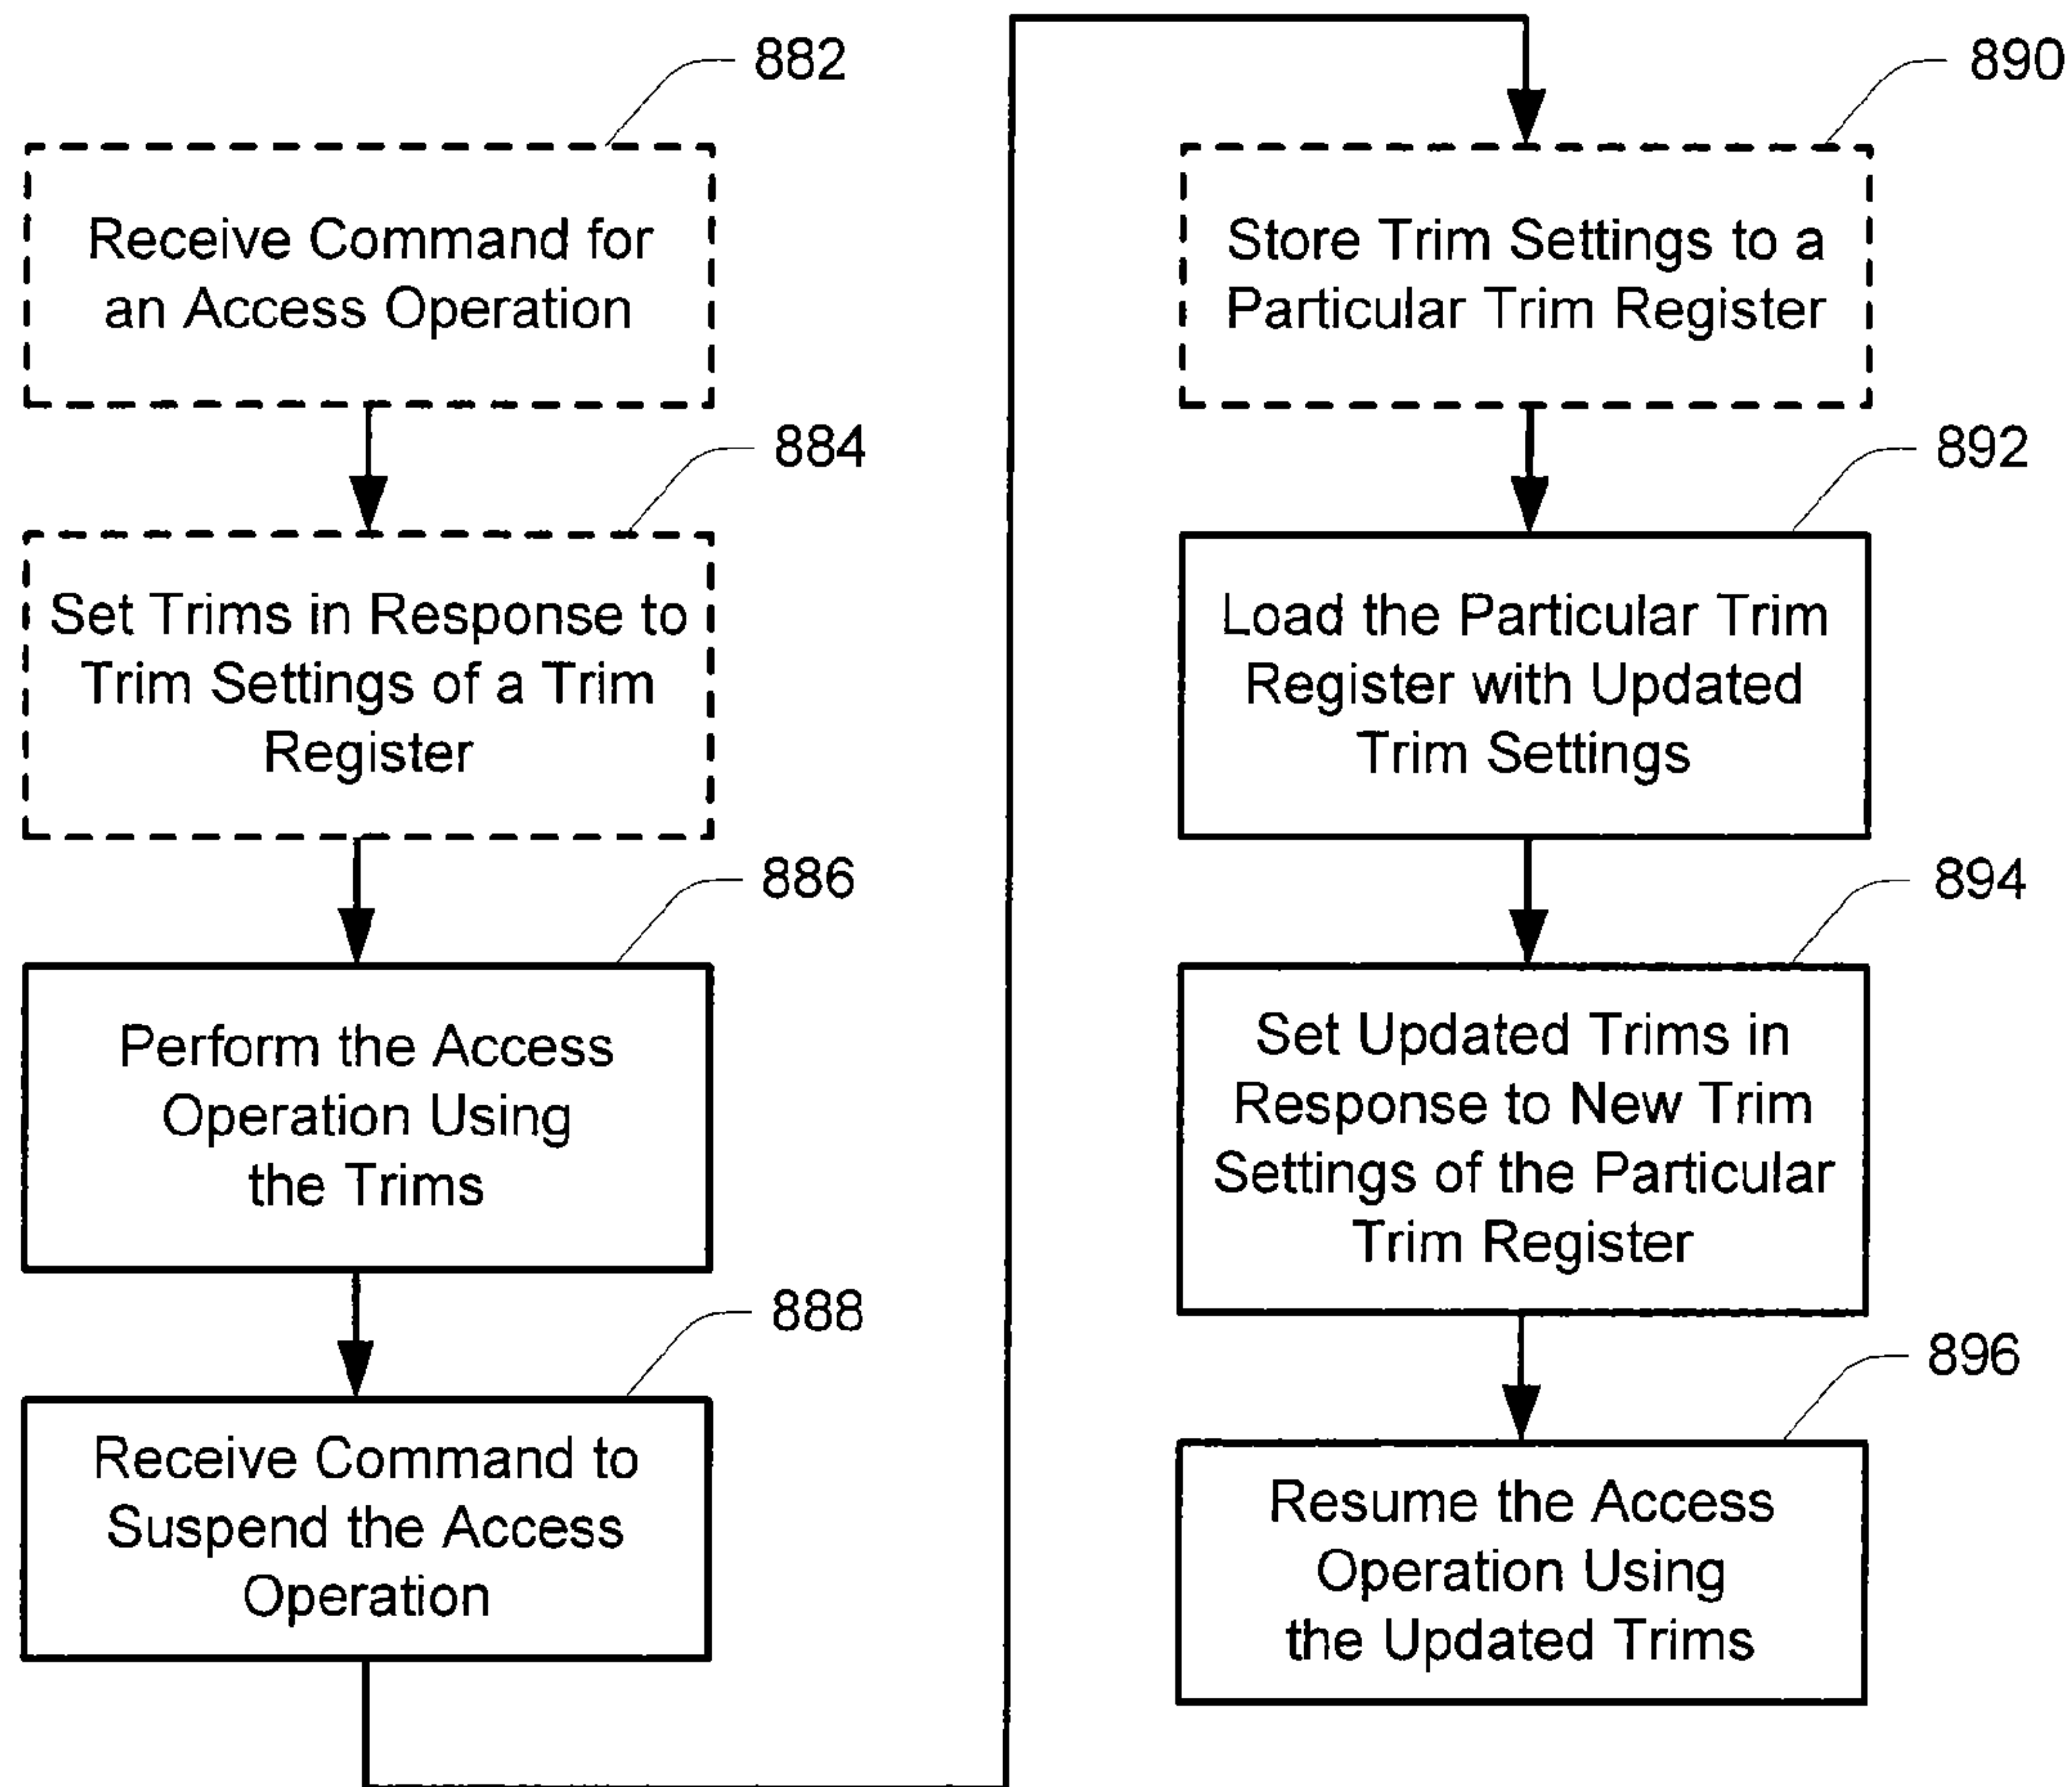 882
Receive Command for
an Access Operation
884
Set Trims in Response to
Trim Settings of a Trim
Register
886
Perform the Access
Operation Using
the Trims
888
Receive Command to
Suspend the Access
Operation
890
Store Trim Settings to a
Particular Trim Register
892
Load the Particular Trim
Register with Updated
Trim Settings
894
Set Updated Trims in
Response to New Trim
Settings of the Particular
Trim Register
896
Resume the Access
Operation Using
the Updated Trims